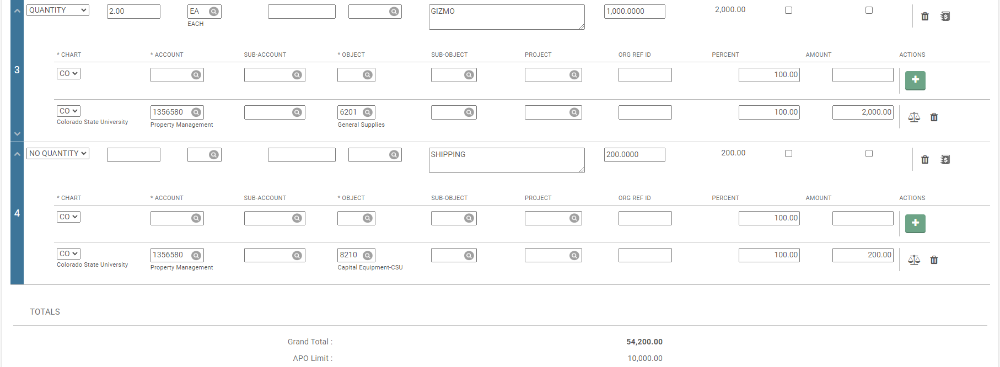 QUANTITY 2.00 EA GIZMO 1,000.0000 2,000.00
EACH
3
* CHART * ACCOUNT SUB-ACCOUNT * OBJECT SUB-OBJECT PROJECT ORG REF ID PERCENT AMOUNT ACTIONS
CO 100.00
CO 1356580 6201 100.00 2,000.00
Colorado State University Property Management General Supplies
NO QUANTITY SHIPPING 200.0000 200.00
4
* CHART * ACCOUNT SUB-ACCOUNT * OBJECT SUB-OBJECT PROJECT ORG REF ID PERCENT AMOUNT ACTIONS
CO 100.00
CO 1356580 8210 100.00 200.00
Colorado State University Property Management Capital Equipment-CSU
TOTALS
Grand Total : 54,200.00
APO Limit : 10,000.00